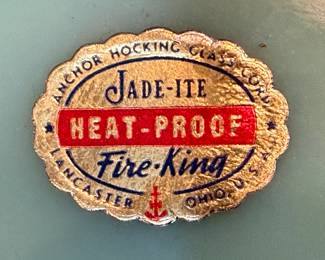 ANCHOR HOCKING GLASS CORP.
JADE-ITE
HEAT-PROOF
Fire-King
LANCASTER OHIO, U.S.A.